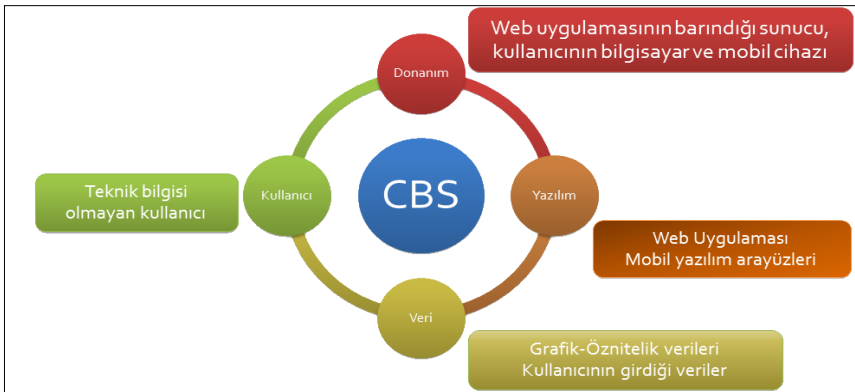 Web uygulamasının barındığı sunucu,
kullanıcının bilgisayar ve mobil cihazı
Donanım
Teknik bilgisi
olmayan kullanıcı
Kullanıcı
CBS
Yazılım
Web Uygulaması
Mobil yazılım arayüzleri
Veri
Grafik-Öznitelik verileri
Kullanıcının girdiği veriler